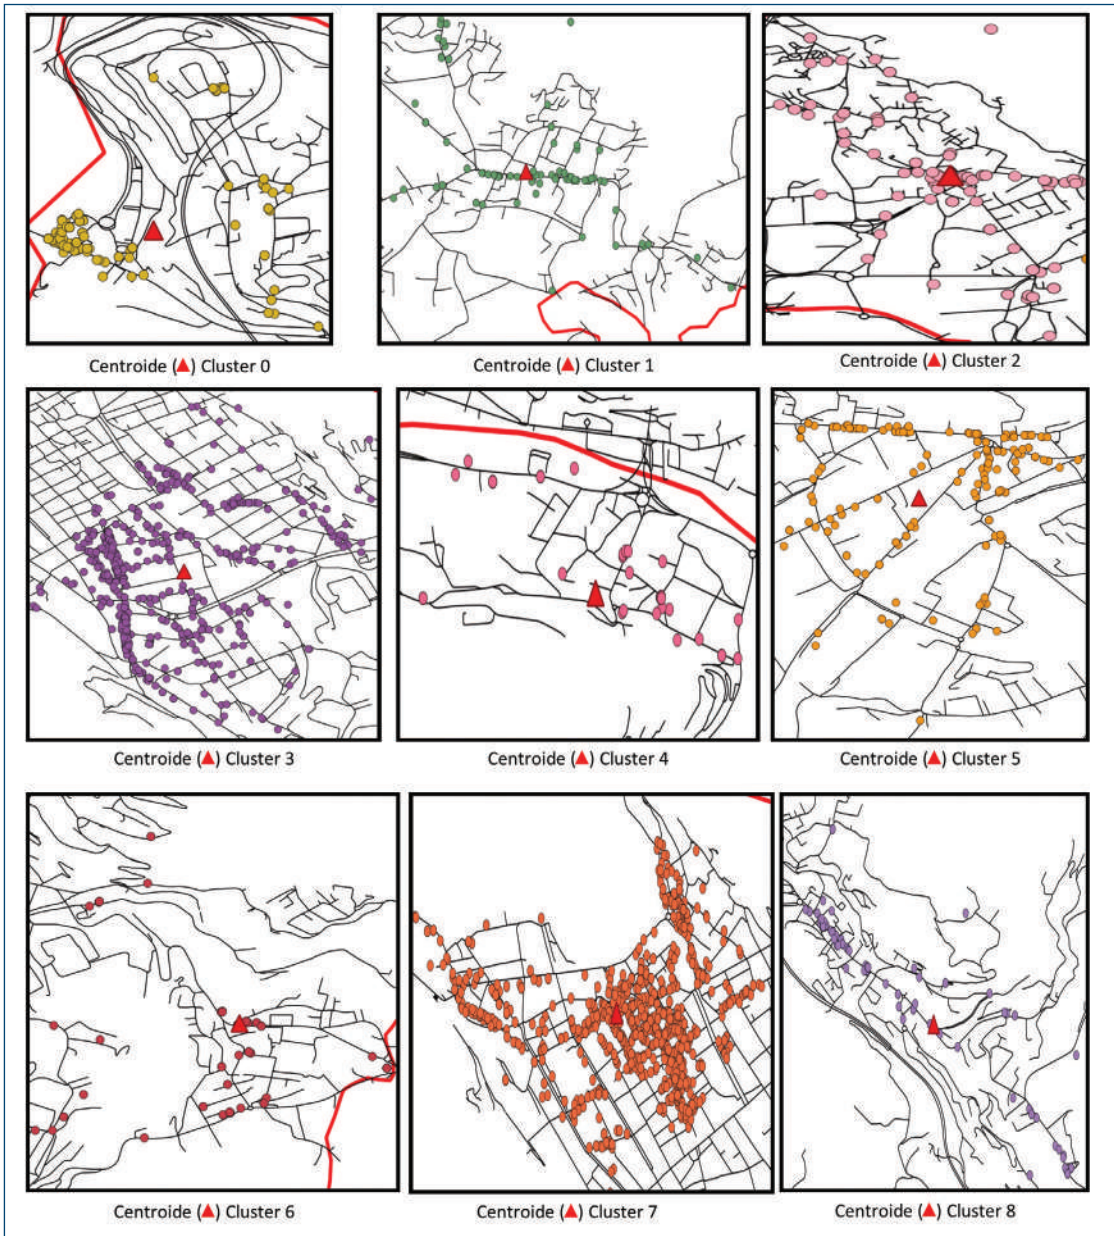 Centroide (▲) Cluster 0
Centroide (▲) Cluster 1
Centroide (▲) Cluster 2
Centroide (▲) Cluster 3
Centroide (▲) Cluster 4
Centroide (▲) Cluster 5
Centroide (▲) Cluster 6
Centroide (▲) Cluster 7
Centroide (▲) Cluster 8